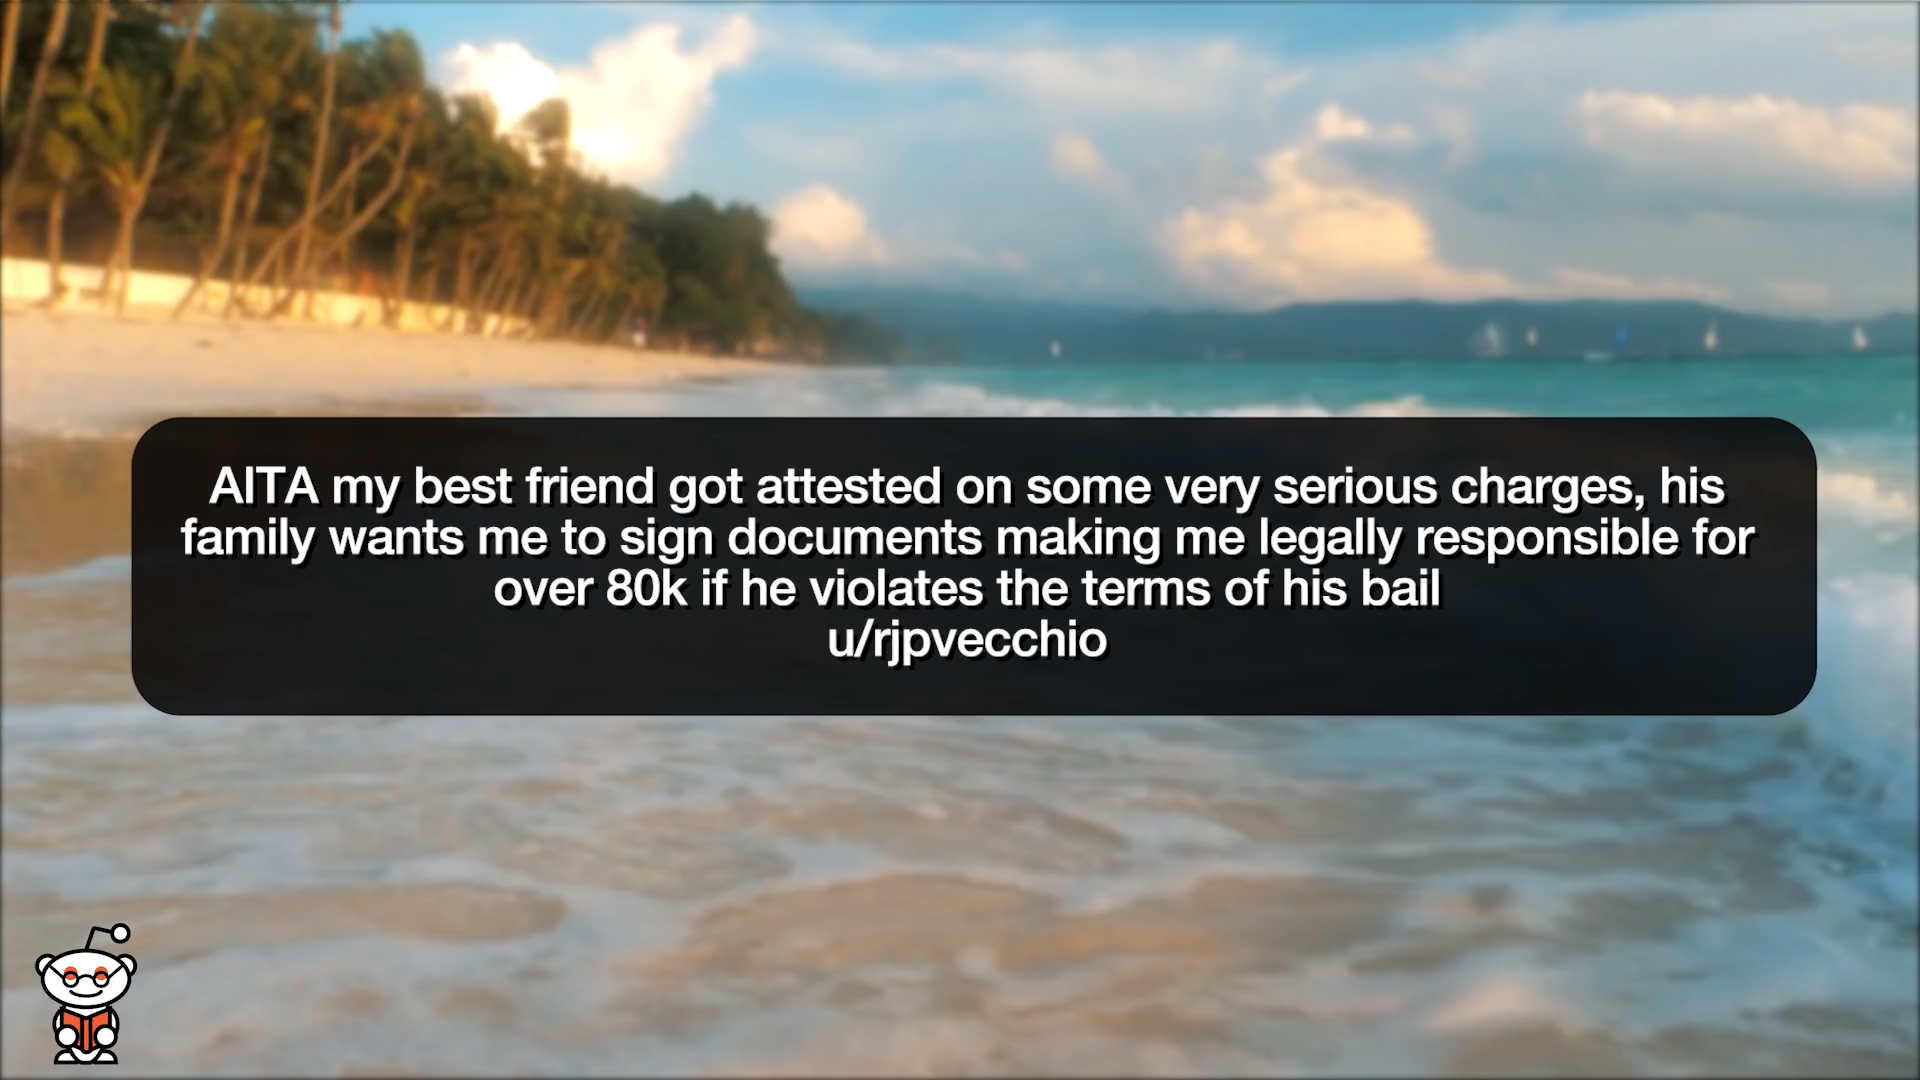 AITA my best friend got attested on some very serious charges, his
family wants me to sign documents making me legally responsible for
over 80k if he violates the terms of his bail
u/rjpvecchio